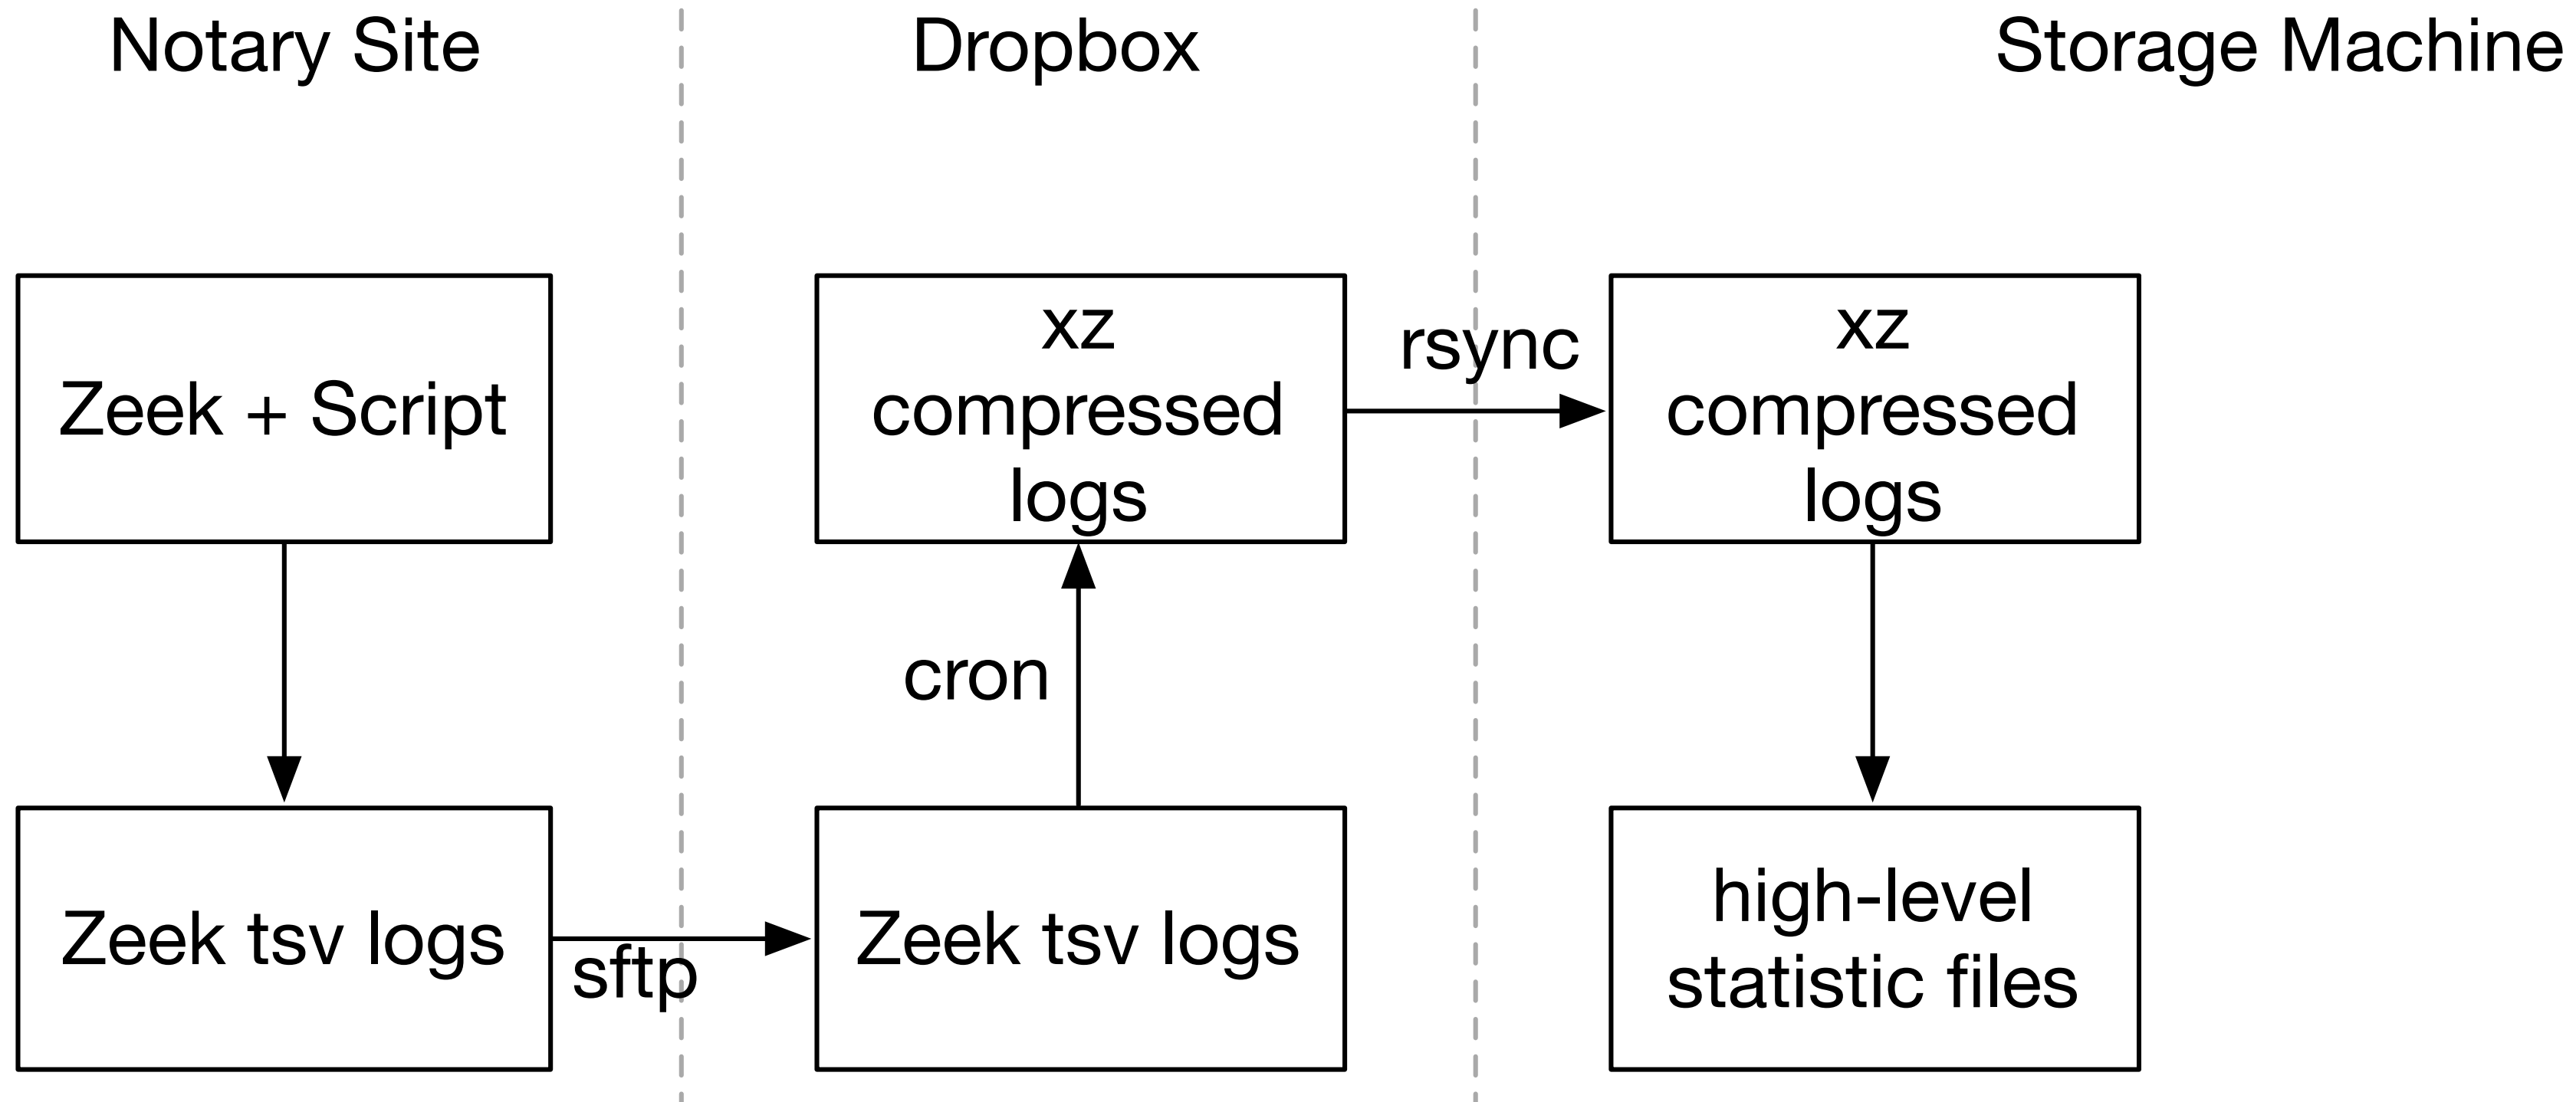 Notary Site
Dropbox
Storage Machine
Zeek + Script
xz
compressed
logs
rsync
xz
compressed
logs
cron
Zeek tsv logs
sftp
Zeek tsv logs
high-level
statistic files